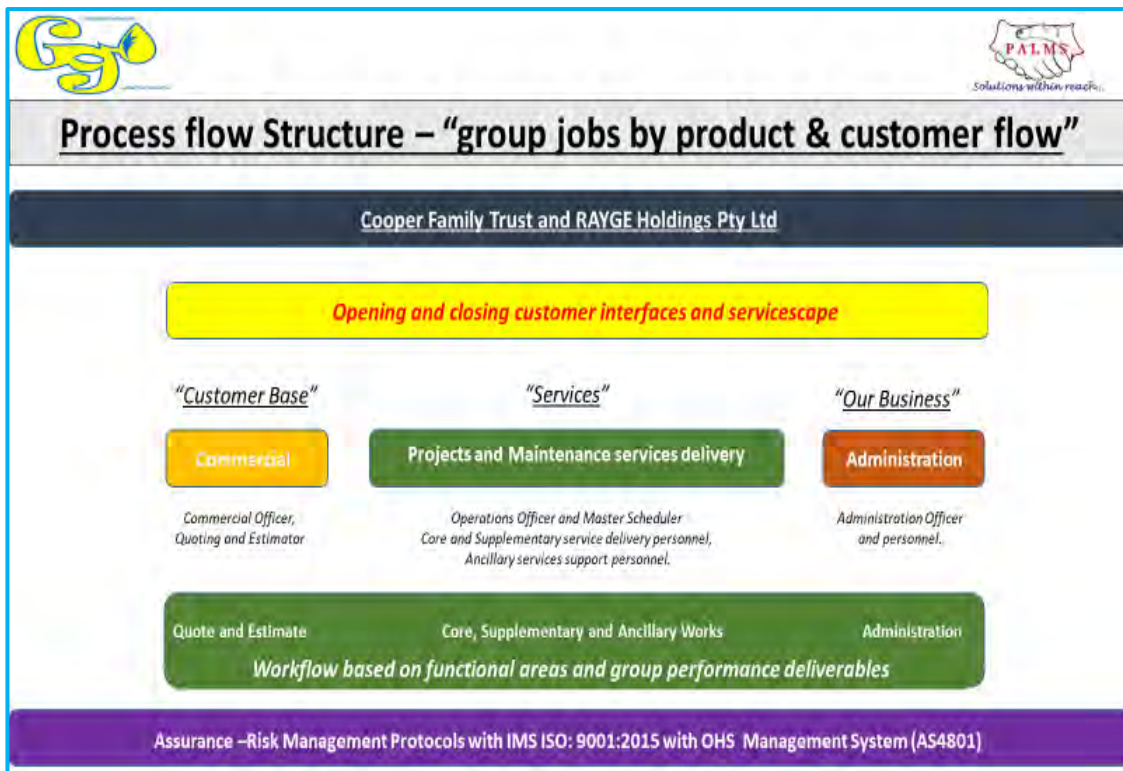 PALMS
Solutions within reach...
Process flow Structure – “group jobs by product & customer flow”
Cooper Family Trust and RAYGE Holdings Pty Ltd
Opening and closing customer interfaces and servicescape
“Customer Base”
“Services”
“Our Business”
Commercial
Projects and Maintenance services delivery
Administration
Commercial Officer,
Quoting and Estimator
Operations Officer and Master Scheduler
Core and Supplementary service delivery personnel,
Ancillary services support personnel.
Administration Officer
and personnel.
Quote and Estimate
Core, Supplementary and Ancillary Works
Administration
Workflow based on functional areas and group performance deliverables
Assurance –Risk Management Protocols with IMS ISO: 9001:2015 with OHS Management System (AS4801)